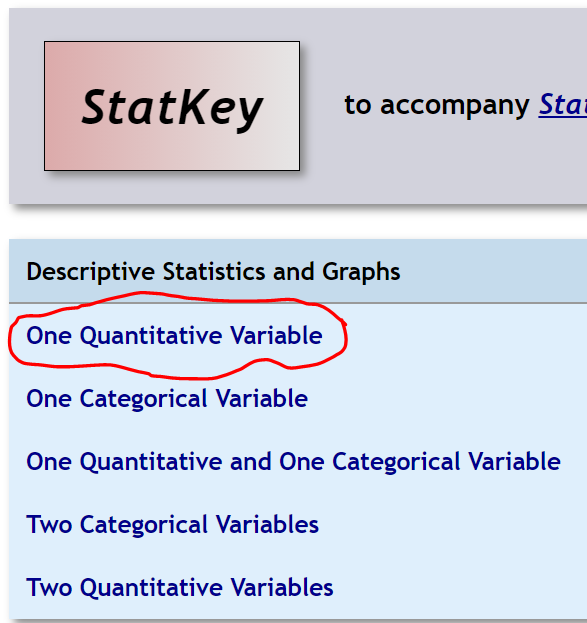 StatKey
to accompany
Descriptive Statistics and Graphs
One Quantitative Variable
One Categorical Variable
One Quantitative and One Categorical Variable
Two Categorical Variables
Two Quantitative Variables